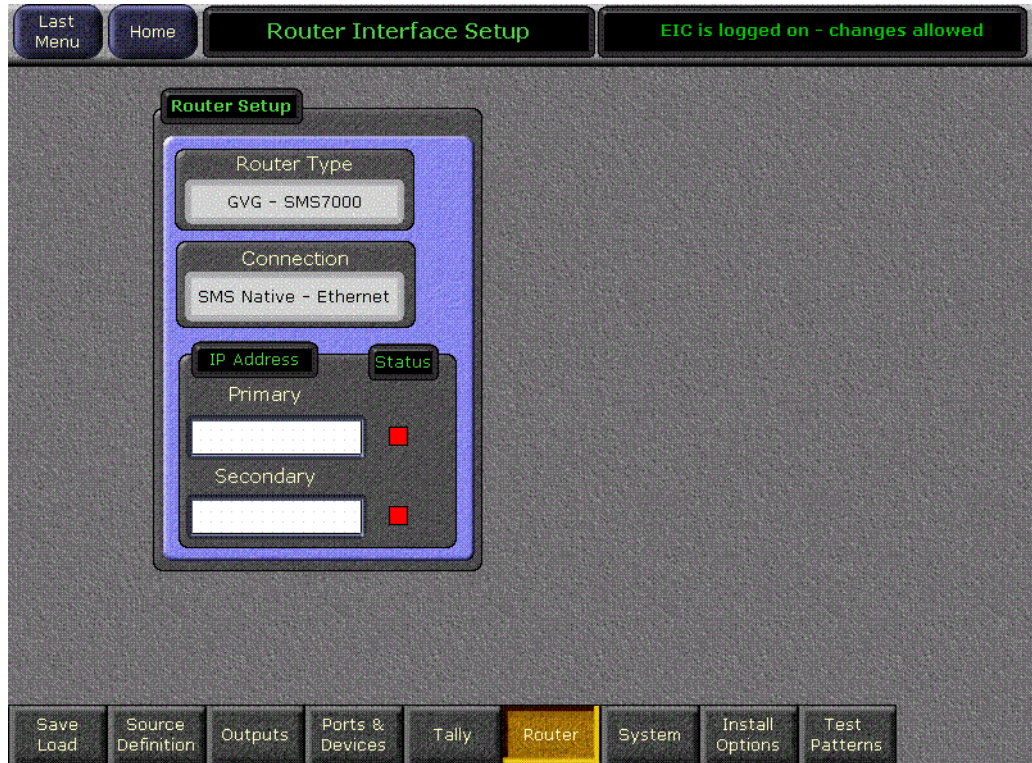 Last
Menu
Home
Router Interface Setup
EIC is logged on - changes allowed
Router Setup
Router Type
GVG - SMS7000
Connection
SMS Native - Ethernet
IP Address
Status
Primary
Secondary
Save
Load
Source
Definition
Outputs
Ports &
Devices
Tally
Router
System
Install
Options
Test
Patterns